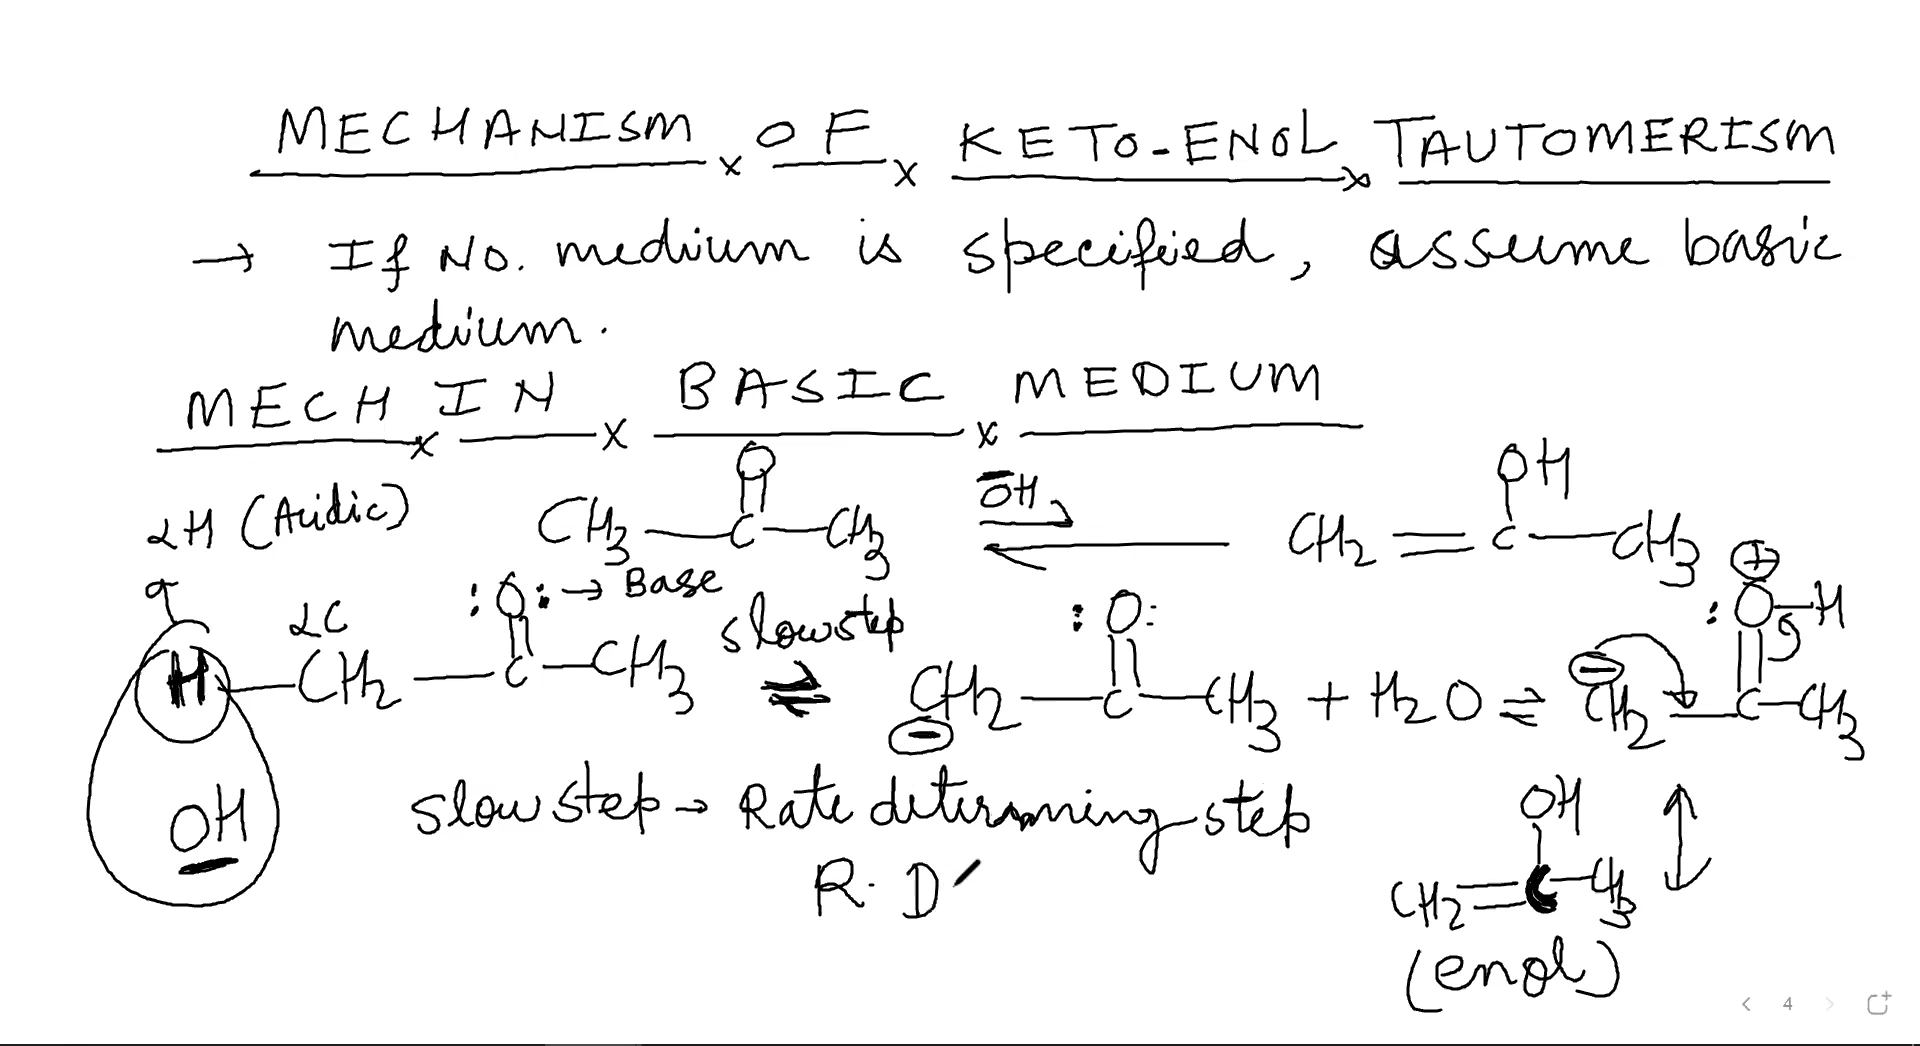 MECHANISM x OF x KETO-ENOL x TAUTOMERISM
→ If No. medium is specified, assume basic
medium.
MECH x IN x BASIC x MEDIUM
αH (Acidic) CH3—C(=O)—CH3 ⇌ (OH⁻) CH2=C(OH)—CH3
H—CH2—C(=Ö:)—CH3 ⇌ ⊖CH2—C(=Ö:)—CH3 + H2O ⇌ ⊖CH2—C(=O⊕—H)—CH3
αC : O : → Base slow step
OH slow step → Rate determining step
R. D
CH2=C(OH)—CH3
(enol)
4